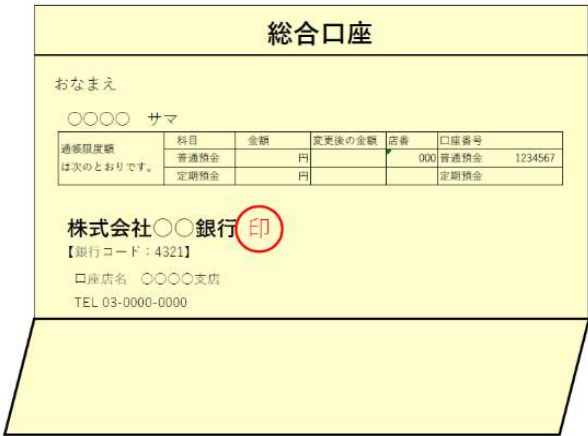 総合口座
おなまえ
○○○○ サマ
通帳限度額
は次のとおりです。
科目 金額 変更後の金額 店番 口座番号
普通預金 円 000 普通預金 1234567
定期預金 円 定期預金
株式会社○○銀行 印
【銀行コード：4321】
口座店名 ○○○○支店
TEL 03-0000-0000